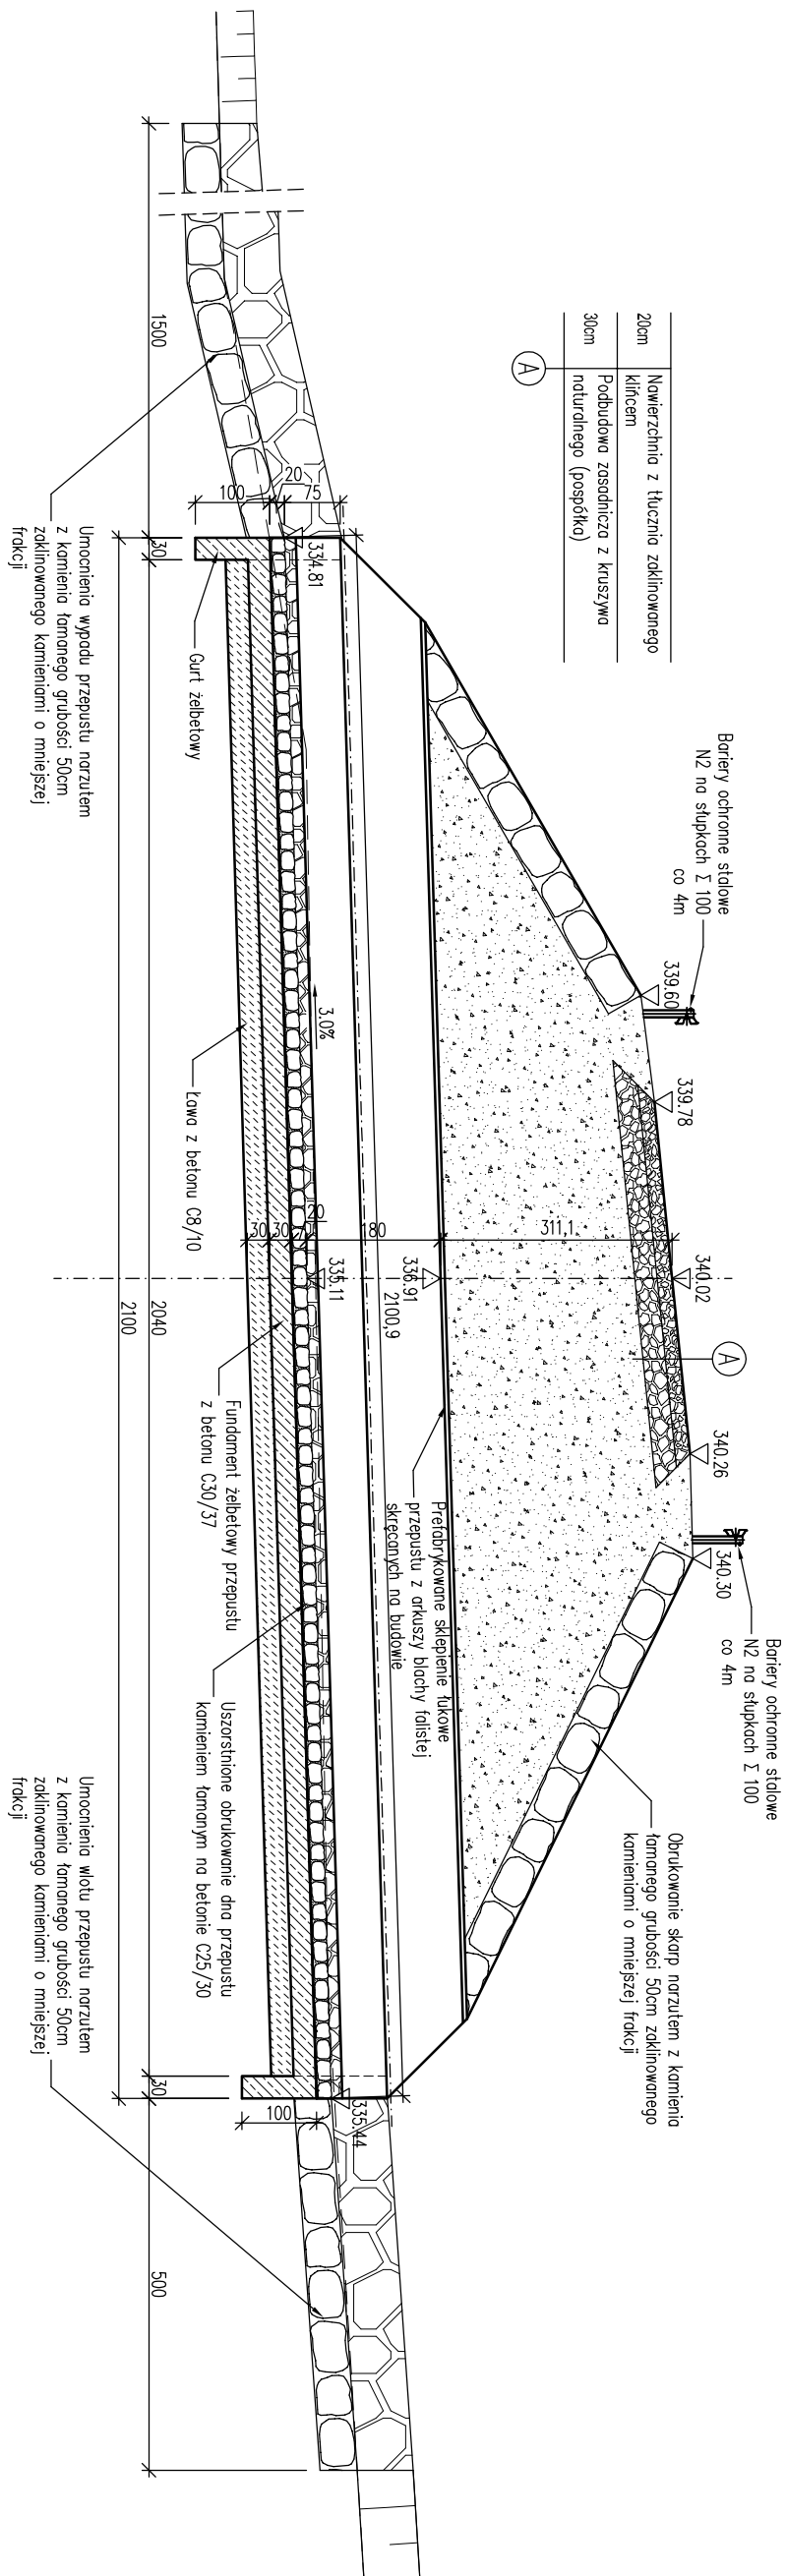 20cm
Nawierzchnia z tłucznia zaklinowanego
klińcem
30cm
Podbudowa zasadnicza z kruszywa
naturalnego (pospółka)
A
Bariery ochronne stalowe
N2 na słupkach Σ 100
co 4m
339.60
339.78
340.02
A
340.26
340.30
Bariery ochronne stalowe
N2 na słupkach Σ 100
co 4m
Obrukowanie skarp narzutem z kamienia
łamanego grubości 50cm zaklinowanego
kamieniami o mniejszej frakcji
311,1
336.91
180
2100,9
Prefabrykowane sklepienie łukowe
przepustu z arkuszy blachy falistej
skręcanych na budowie
75
20
100
334.81
3.0%
20
30
30
335.11
335.44
100
Gurt żelbetowy
Ława z betonu C8/10
Fundament żelbetowy przepustu
z betonu C30/37
Uszorstnione obrukowanie dna przepustu
kamieniem łamanym na betonie C25/30
1500
30
2040
30
500
2100
Umocnienia wypadu przepustu narzutem
z kamienia łamanego grubości 50cm
zaklinowanego kamieniami o mniejszej
frakcji
Umocnienia wlotu przepustu narzutem
z kamienia łamanego grubości 50cm
zaklinowanego kamieniami o mniejszej
frakcji